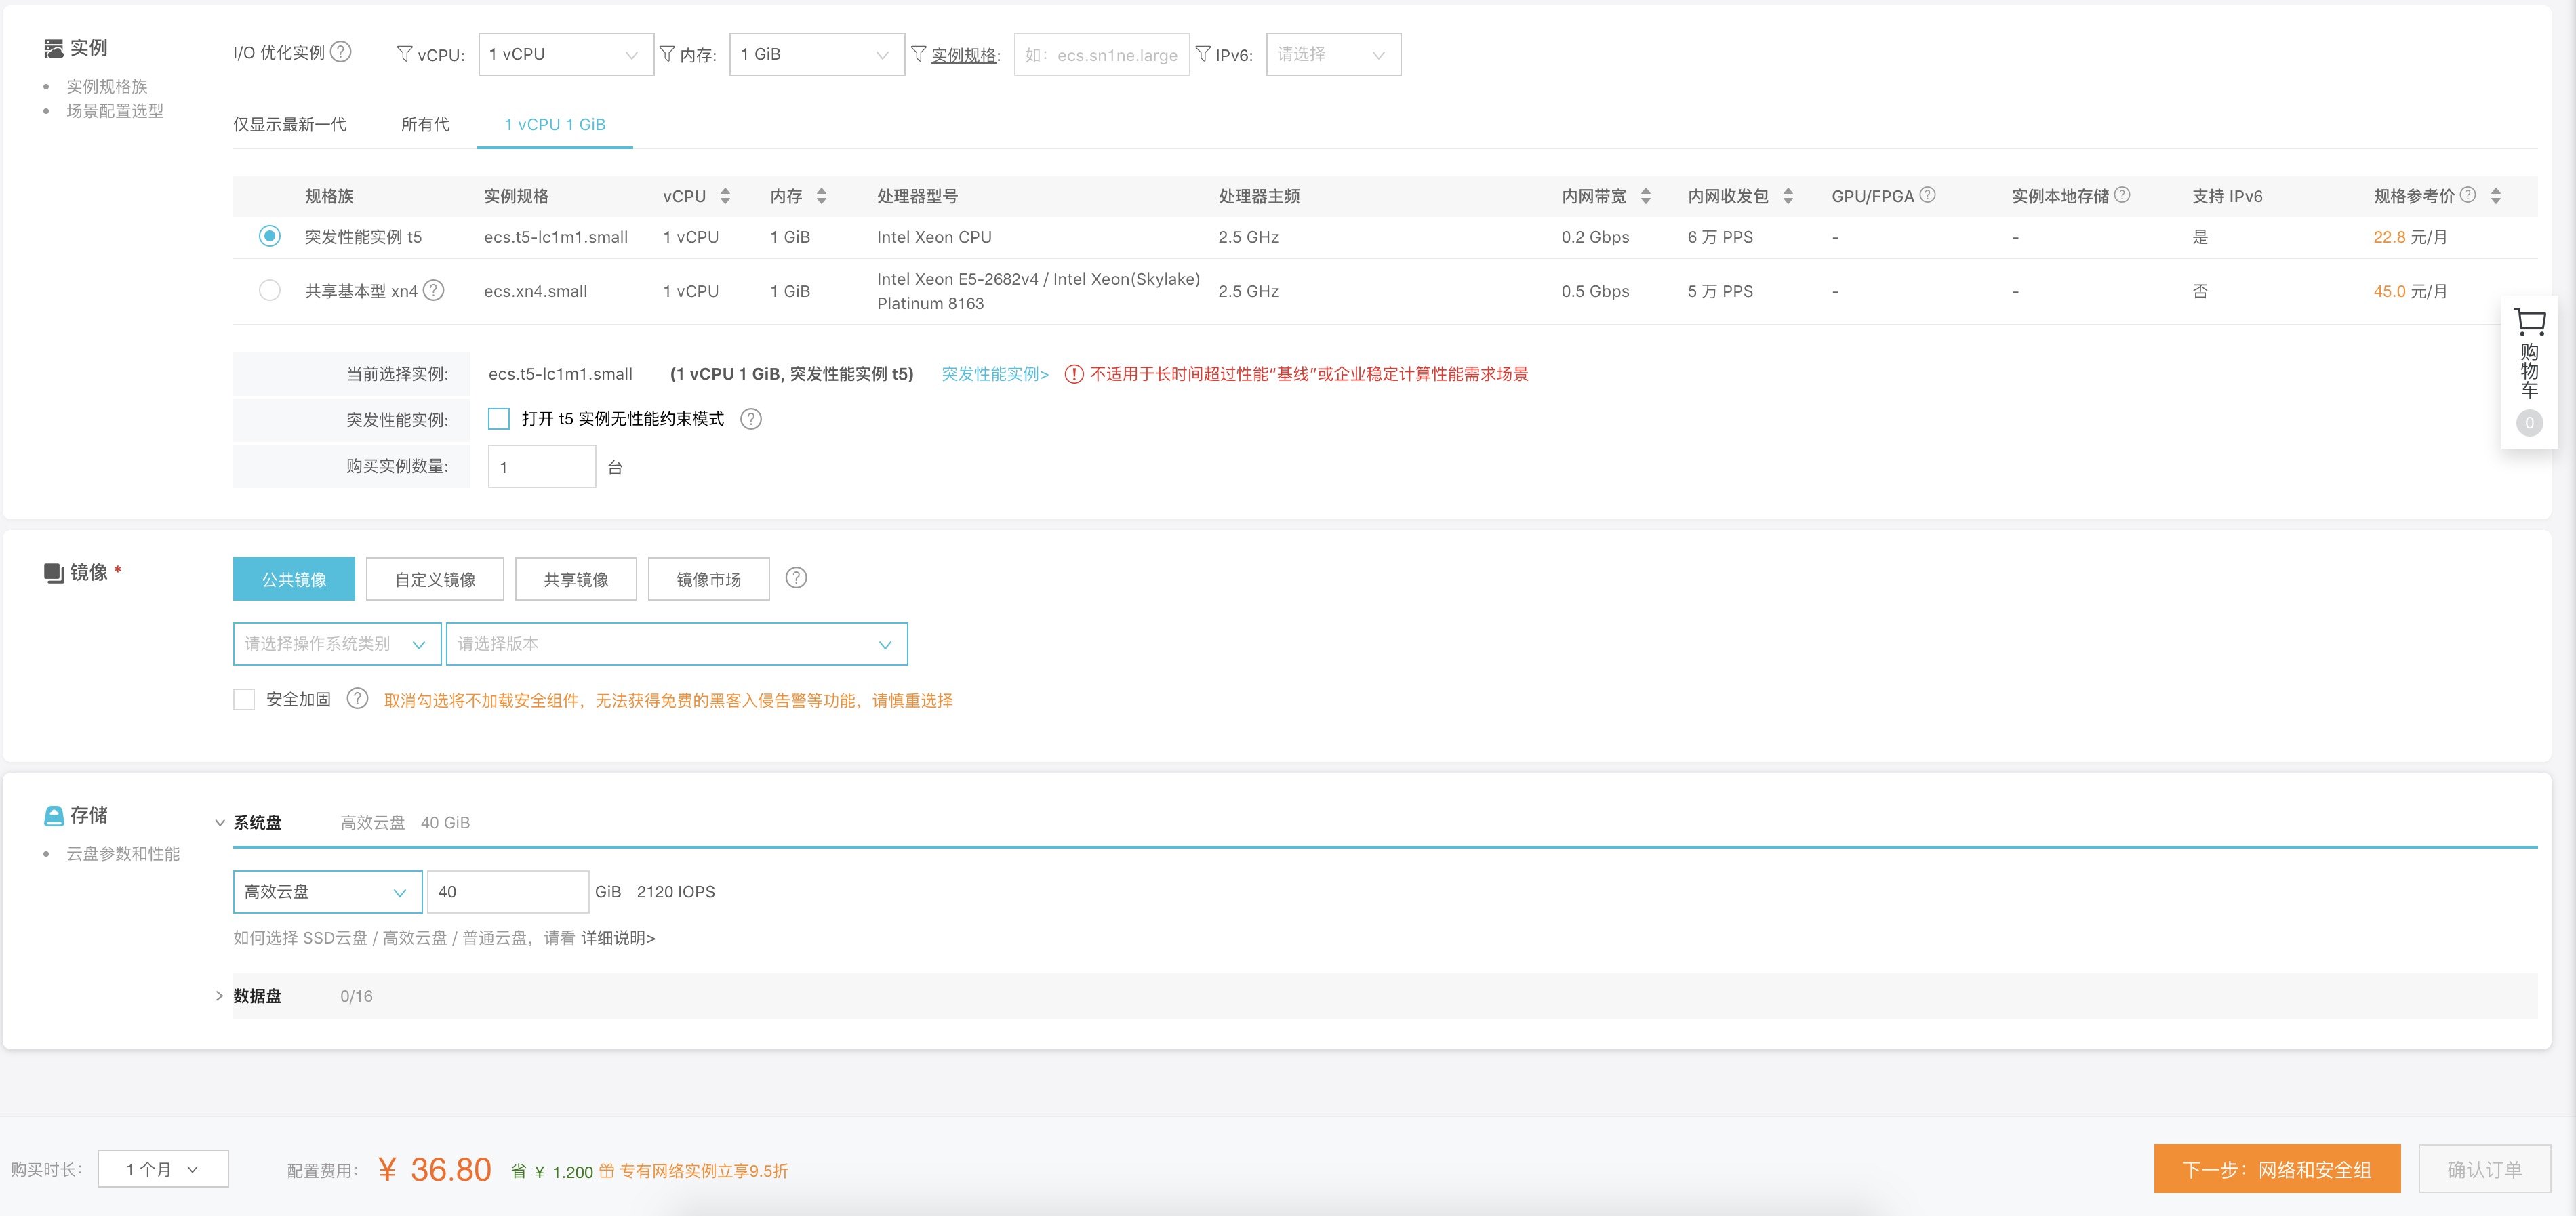 实例
实例规格族
场景配置选型
I/O 优化实例 ? vCPU: 1 vCPU 内存: 1 GiB 实例规格: 如：ecs.sn1ne.large IPv6: 请选择
仅显示最新一代 所有代 1 vCPU 1 GiB
规格族 实例规格 vCPU 内存 处理器型号 处理器主频 内网带宽 内网收发包 GPU/FPGA ? 实例本地存储 ? 支持 IPv6 规格参考价 ?
突发性能实例 t5 ecs.t5-lc1m1.small 1 vCPU 1 GiB Intel Xeon CPU 2.5 GHz 0.2 Gbps 6 万 PPS - - 是 22.8 元/月
共享基本型 xn4 ? ecs.xn4.small 1 vCPU 1 GiB Intel Xeon E5-2682v4 / Intel Xeon(Skylake) Platinum 8163 2.5 GHz 0.5 Gbps 5 万 PPS - - 否 45.0 元/月
当前选择实例: ecs.t5-lc1m1.small (1 vCPU 1 GiB, 突发性能实例 t5) 突发性能实例> ! 不适用于长时间超过性能“基线”或企业稳定计算性能需求场景
突发性能实例: 打开 t5 实例无性能约束模式 ?
购买实例数量: 1 台
购物车
0
镜像 *
公共镜像 自定义镜像 共享镜像 镜像市场 ?
请选择操作系统类别 请选择版本
安全加固 ? 取消勾选将不加载安全组件，无法获得免费的黑客入侵告警等功能，请慎重选择
存储
云盘参数和性能
系统盘 高效云盘 40 GiB
高效云盘 40 GiB 2120 IOPS
如何选择 SSD云盘 / 高效云盘 / 普通云盘，请看 详细说明>
数据盘 0/16
购买时长: 1 个月 配置费用: ¥ 36.80 省 ¥ 1.200 专有网络实例立享9.5折
下一步：网络和安全组 确认订单